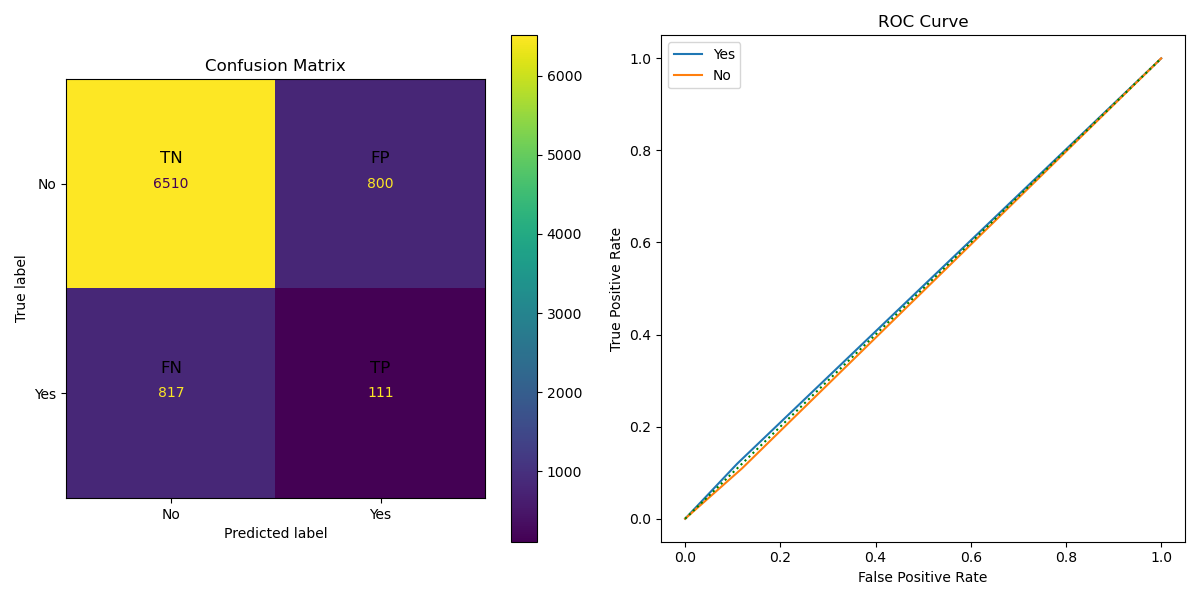 Confusion Matrix
TN
6510
FP
800
FN
817
TP
111
No
Yes
True label
No
Yes
Predicted label
6000
5000
4000
3000
2000
1000
ROC Curve
Yes
No
1.0
0.8
0.6
0.4
0.2
0.0
True Positive Rate
0.0
0.2
0.4
0.6
0.8
1.0
False Positive Rate